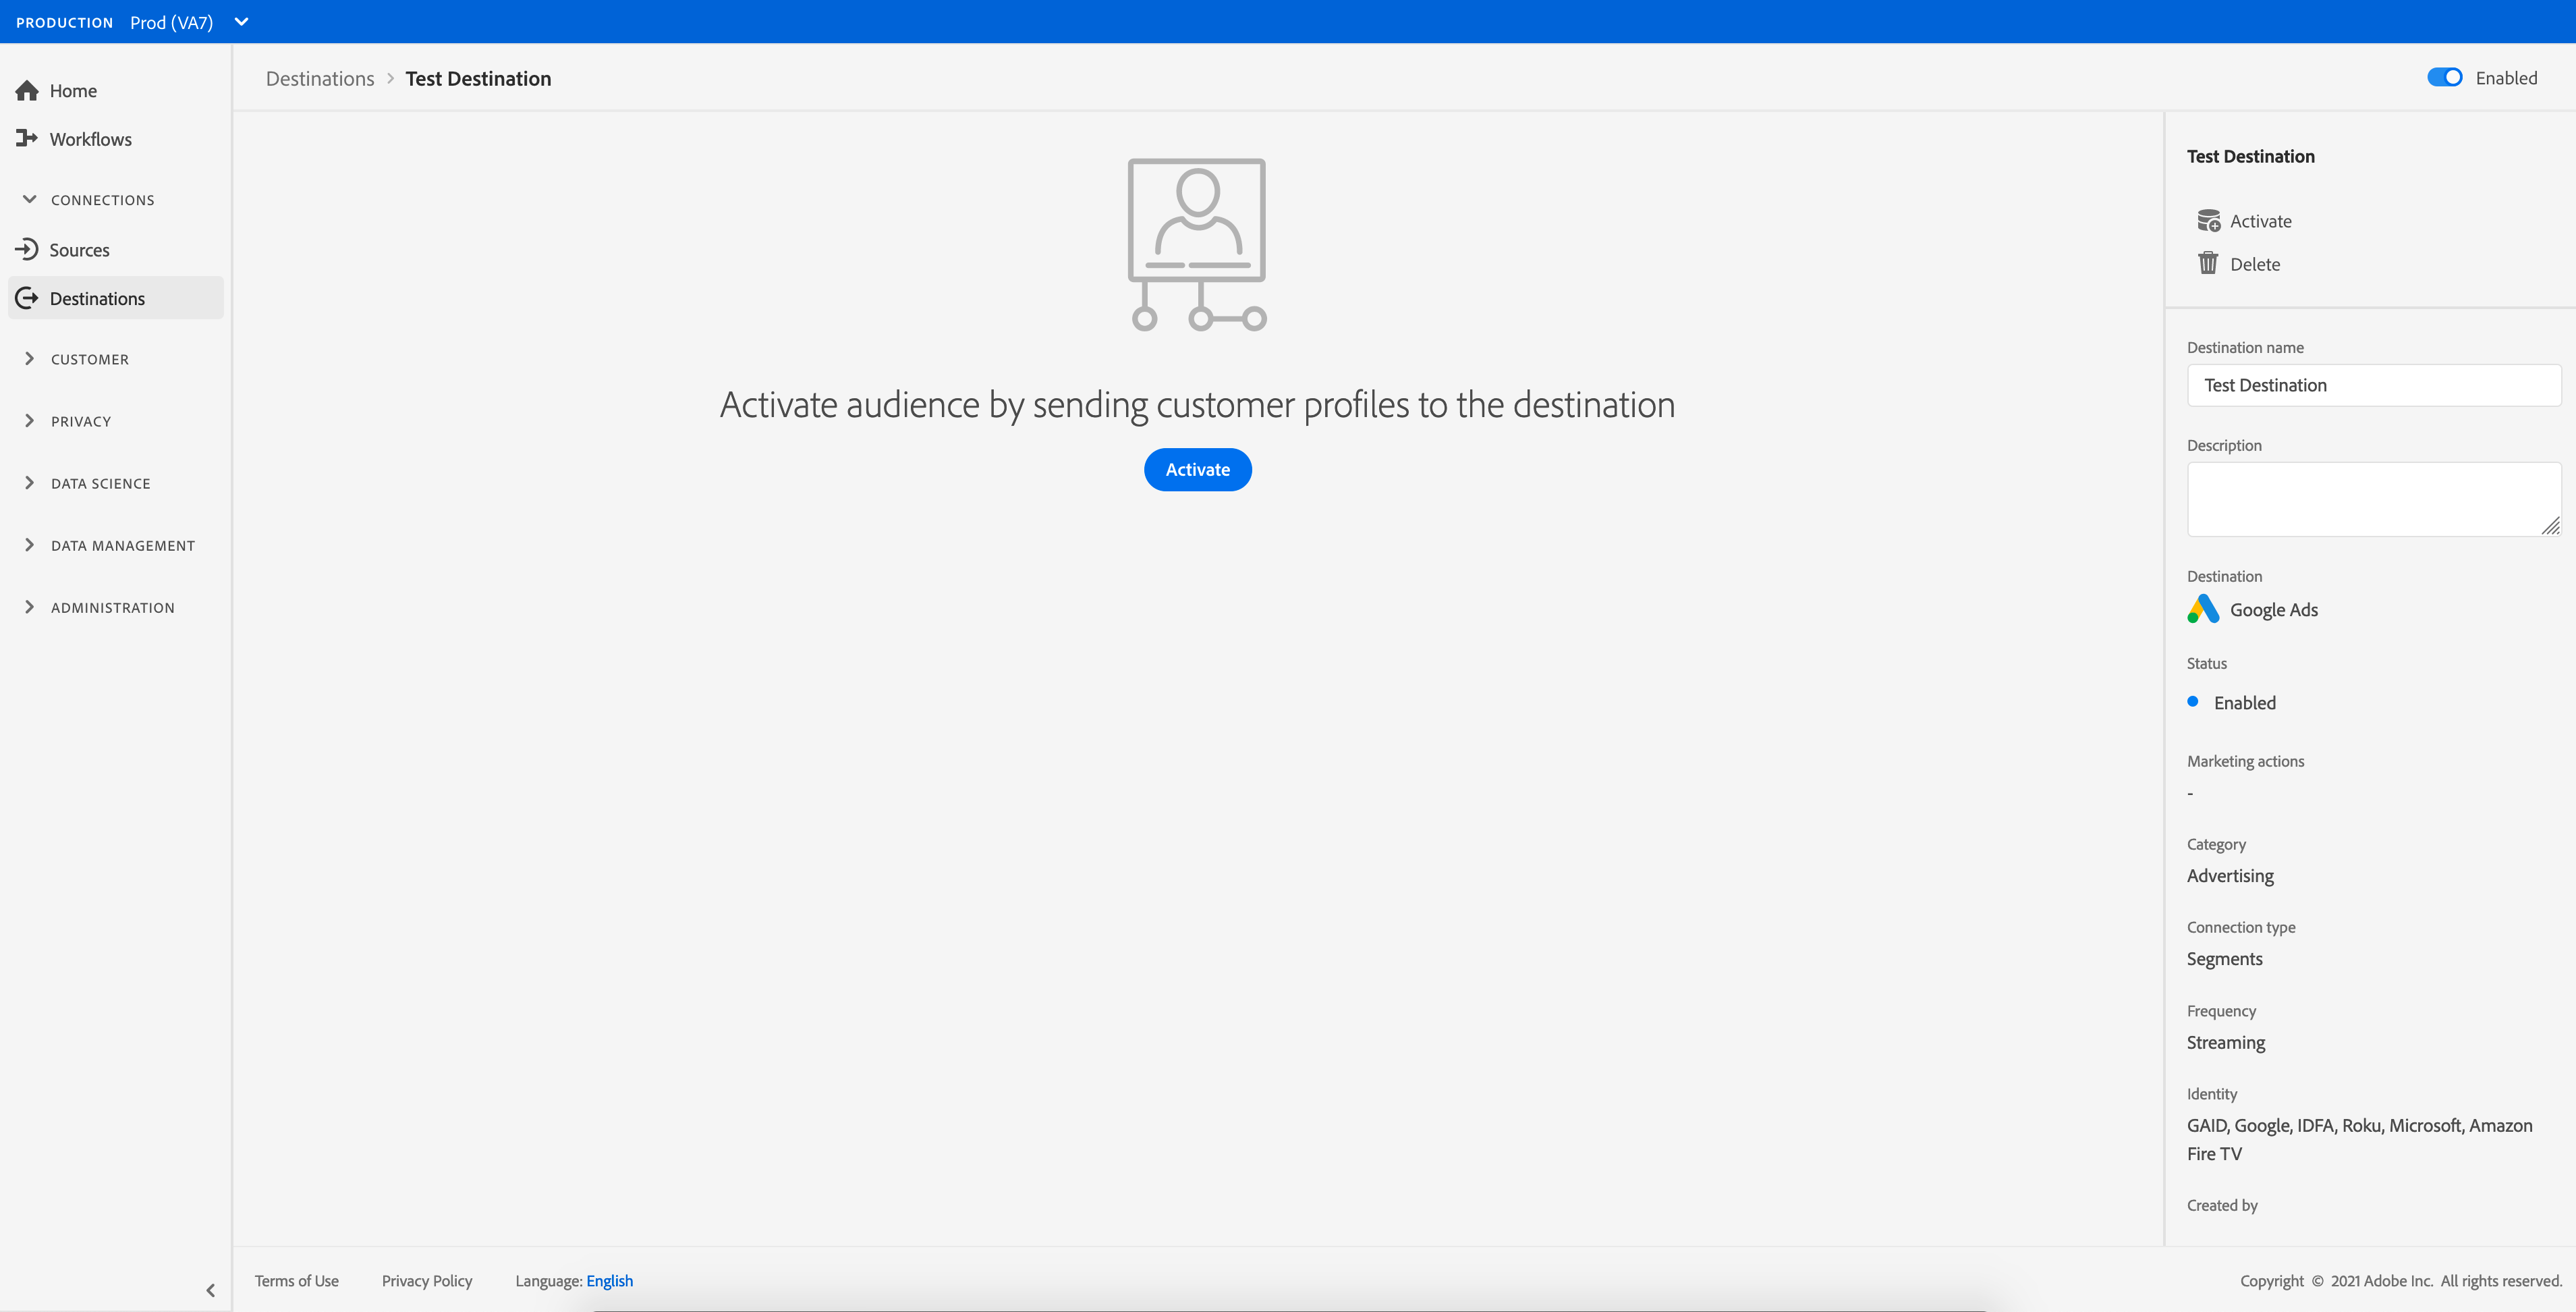 PRODUCTION Prod (VA7)
Home
Workflows
CONNECTIONS
Sources
Destinations
CUSTOMER
PRIVACY
DATA SCIENCE
DATA MANAGEMENT
ADMINISTRATION
Destinations > Test Destination
Enabled
Activate audience by sending customer profiles to the destination
Activate
Test Destination
Activate
Delete
Destination name
Test Destination
Description
Destination
Google Ads
Status
Enabled
Marketing actions
-
Category
Advertising
Connection type
Segments
Frequency
Streaming
Identity
GAID, Google, IDFA, Roku, Microsoft, Amazon
Fire TV
Created by
Terms of Use Privacy Policy Language: English
Copyright © 2021 Adobe Inc. All rights reserved.